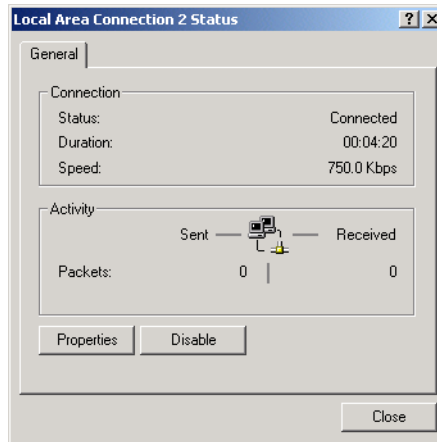 Local Area Connection 2 Status
General
Connection
Status: Connected
Duration: 00:04:20
Speed: 750.0 Kbps
Activity
Sent Received
Packets: 0 0
Properties Disable
Close